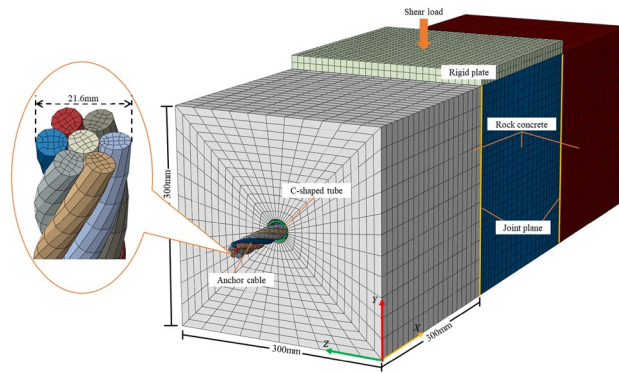 Shear load
Rigid plate
21.6mm
Rock concrete
300mm
C-shaped tube
Joint plane
Anchor cable
Y
X
Z
300mm
300mm